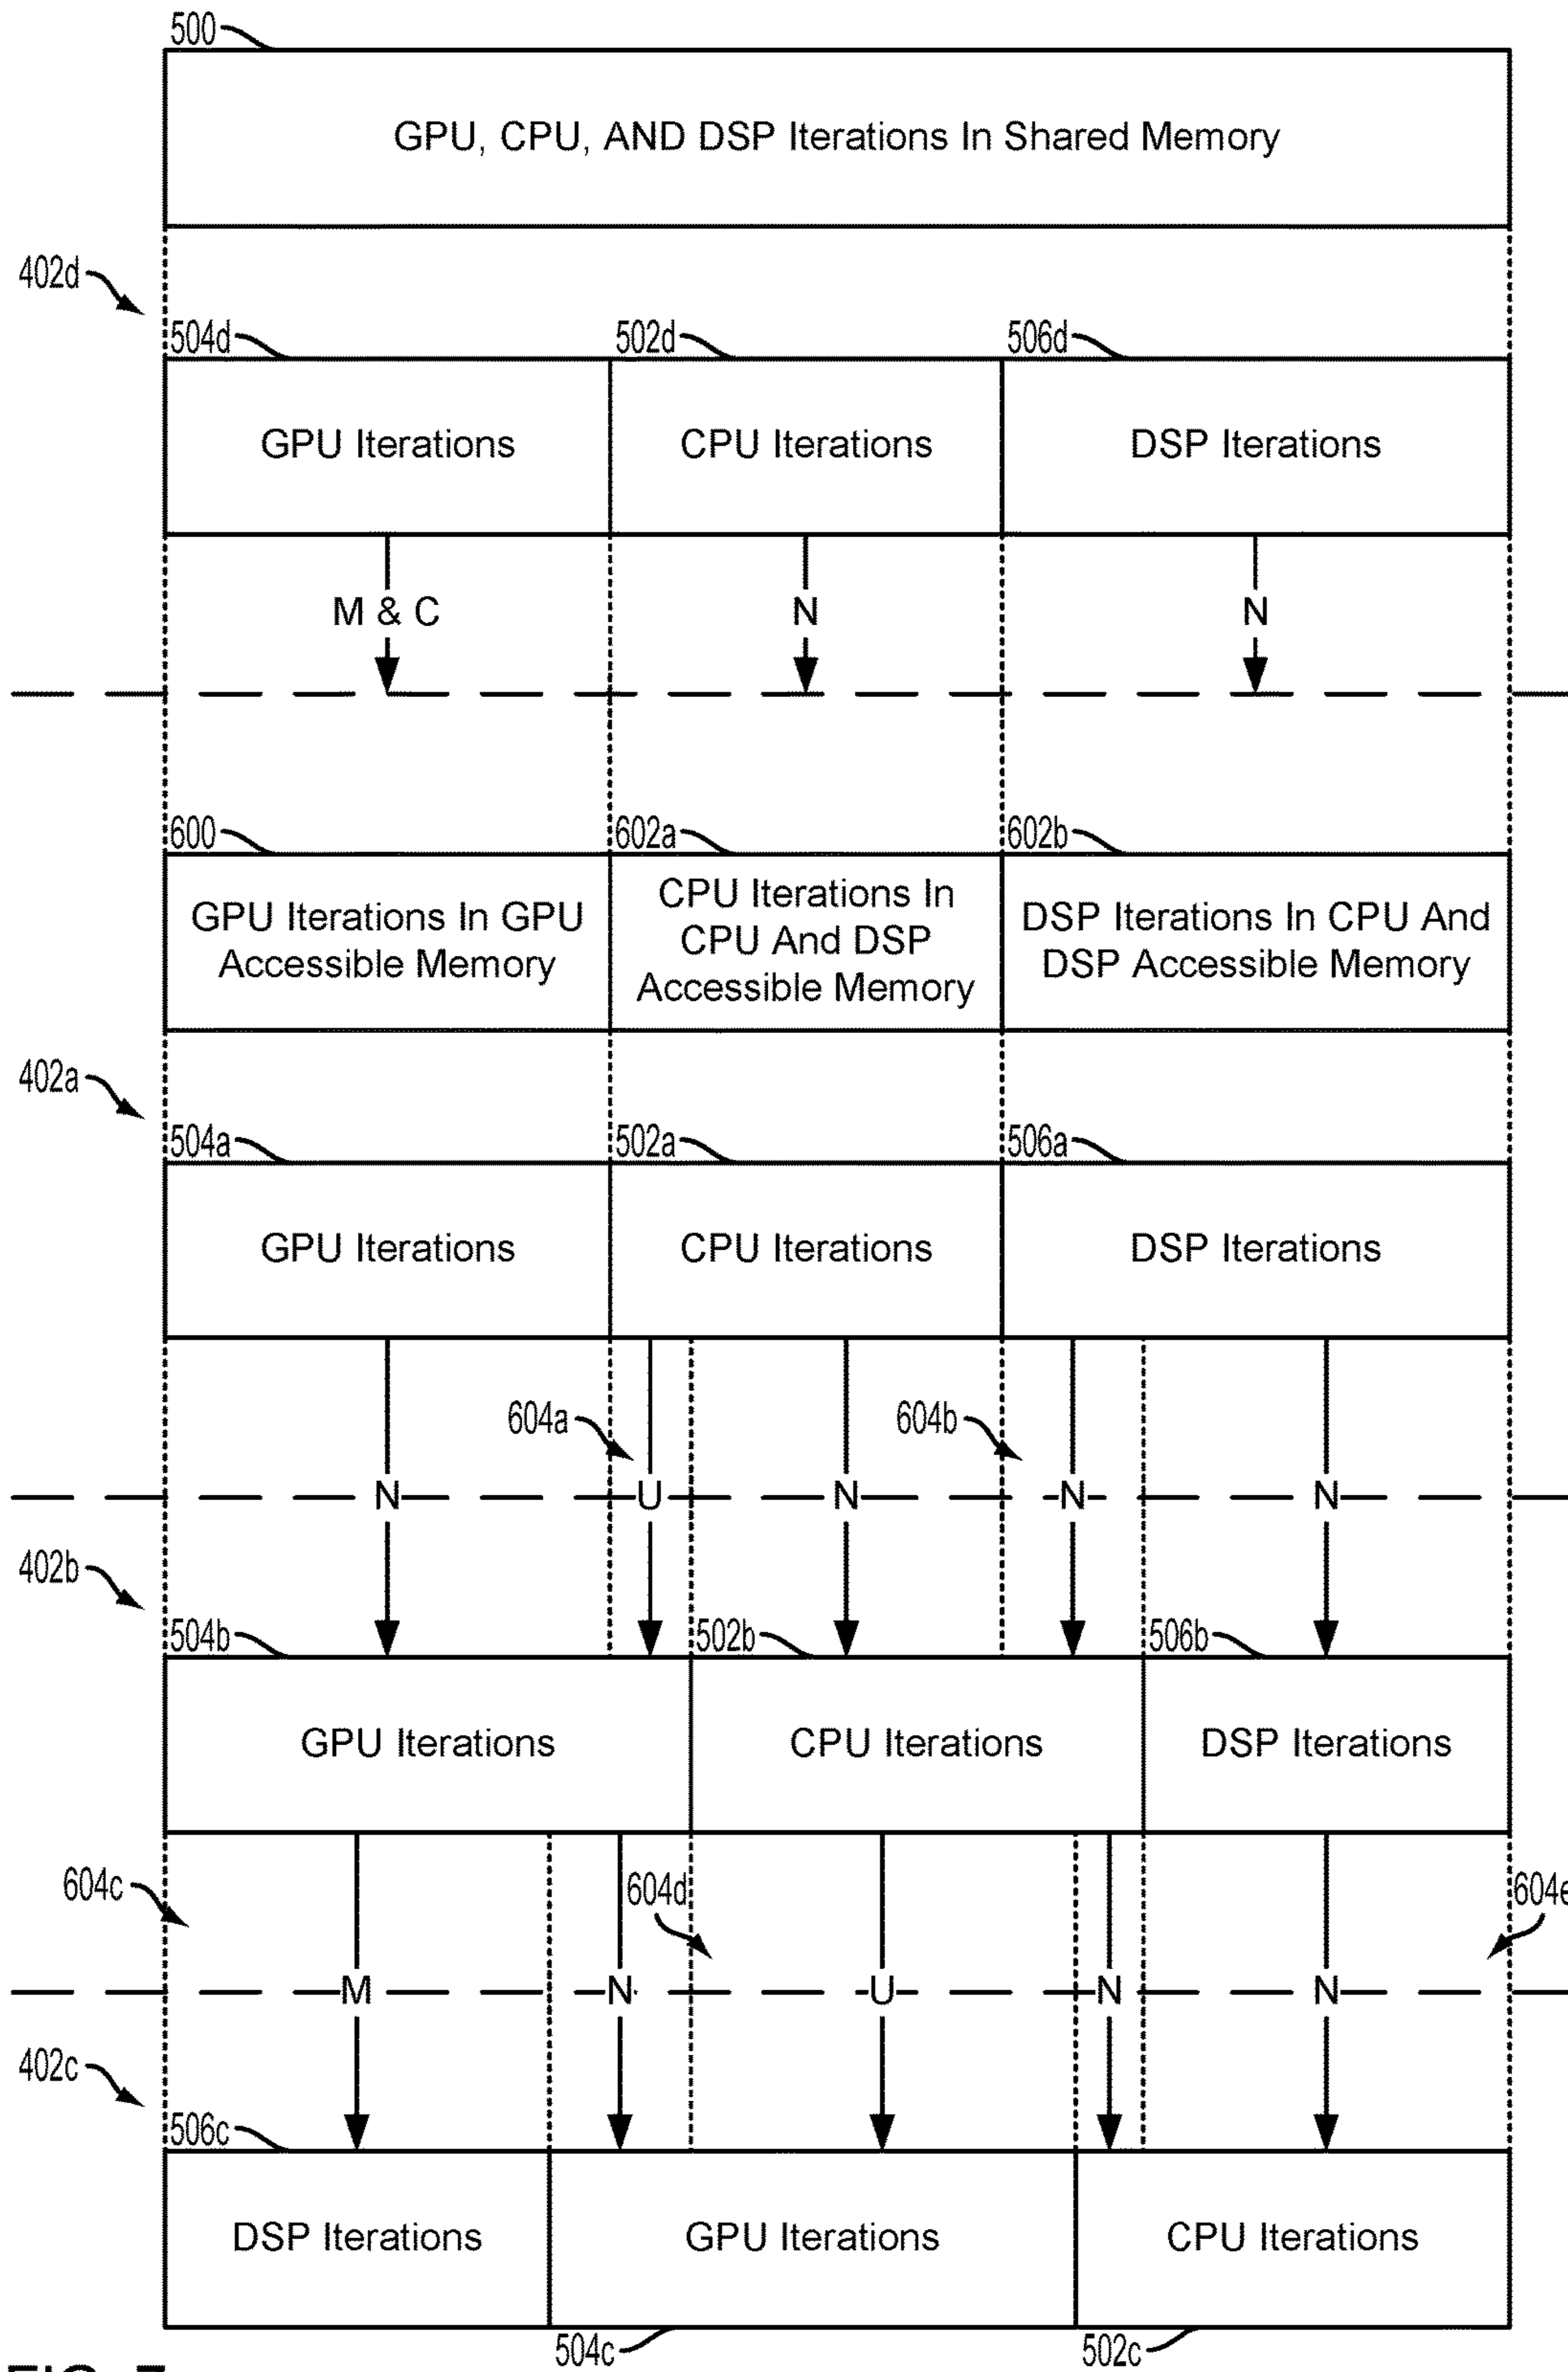 500
GPU, CPU, AND DSP Iterations In Shared Memory
402d
504d 502d 506d
GPU Iterations CPU Iterations DSP Iterations
M & C N N
600 602a 602b
GPU Iterations In GPU
Accessible Memory
CPU Iterations In
CPU And DSP
Accessible Memory
DSP Iterations In CPU And
DSP Accessible Memory
402a
504a 502a 506a
GPU Iterations CPU Iterations DSP Iterations
604a 604b
N U N N N
402b
504b 502b 506b
GPU Iterations CPU Iterations DSP Iterations
604c 604d 604e
M N U N N
402c
506c
DSP Iterations GPU Iterations CPU Iterations
504c 502c